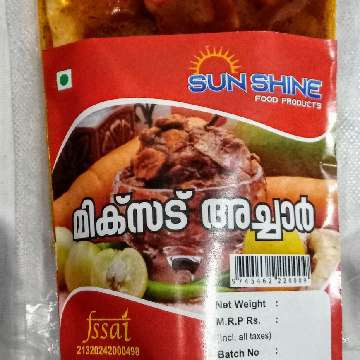 SUN SHINE
FOOD PRODUCTS
മിക്സട് അച്ചാർ
Net Weight :
M.R.P Rs. :
(Incl. all taxes)
Batch No :
fssai
21320242000498